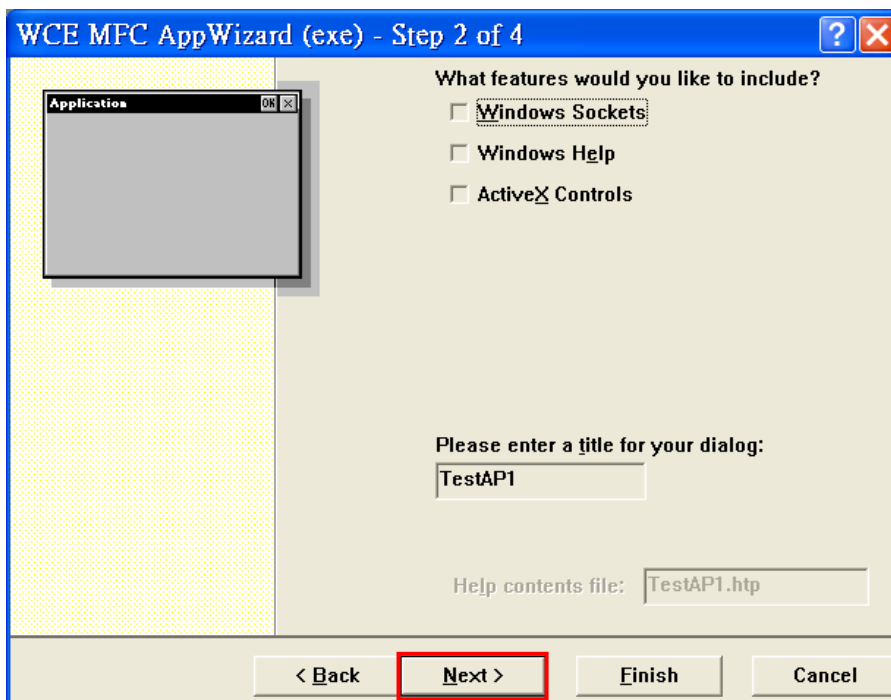 WCE MFC AppWizard (exe) - Step 2 of 4
Application OK
What features would you like to include?
Windows Sockets
Windows Help
ActiveX Controls
Please enter a title for your dialog:
TestAP1
Help contents file: TestAP1.htp
< Back Next > Finish Cancel